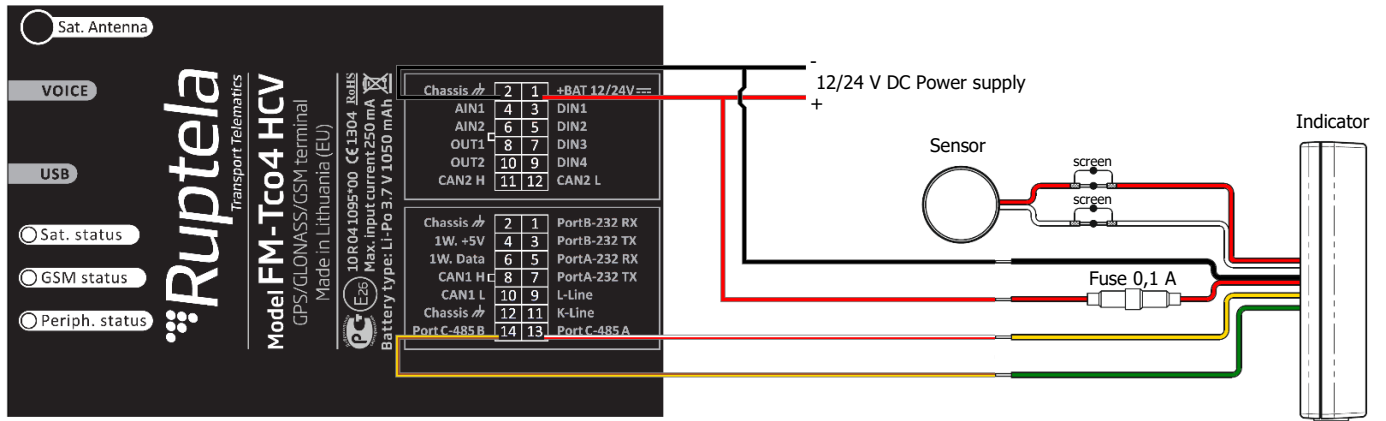 Sat. Antenna
VOICE
USB
Sat. status
GSM status
Periph. status
Ruptela
Transport Telematics
Model FM-Tco4 HCV
GPS/GLONASS/GSM terminal
Made in Lithuania (EU)
E26
10R041095*00 CE1304 RoHS
Max. input current 250 mA
Battery type: Li-Po 3.7 V 1050 mAh
Chassis 2 1 +BAT 12/24V
AIN1 4 3 DIN1
AIN2 6 5 DIN2
OUT1 8 7 DIN3
OUT2 10 9 DIN4
CAN2 H 11 12 CAN2 L
Chassis 2 1 PortB-232 RX
1W. +5V 4 3 PortB-232 TX
1W. Data 6 5 PortA-232 RX
CAN1 H 8 7 PortA-232 TX
CAN1 L 10 9 L-Line
Chassis 12 11 K-Line
Port C-485 B 14 13 Port C-485 A
-
12/24 V DC Power supply
+
Sensor
screen
screen
Fuse 0,1 A
Indicator